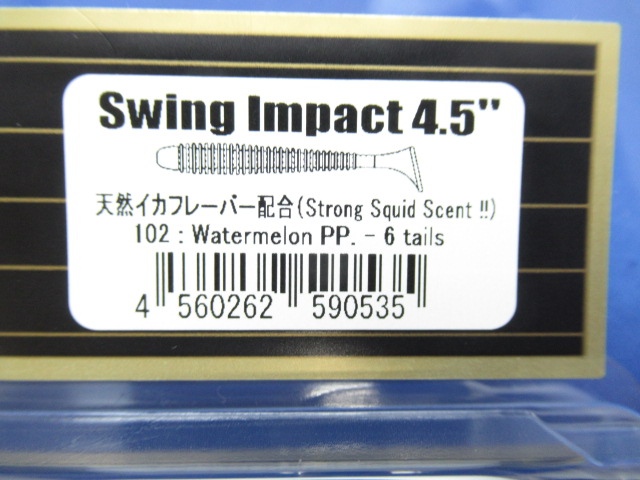 Swing Impact 4.5"
天然イカフレーバー配合(Strong Squid Scent !!)
102 : Watermelon PP. - 6 tails
4 560262 590535